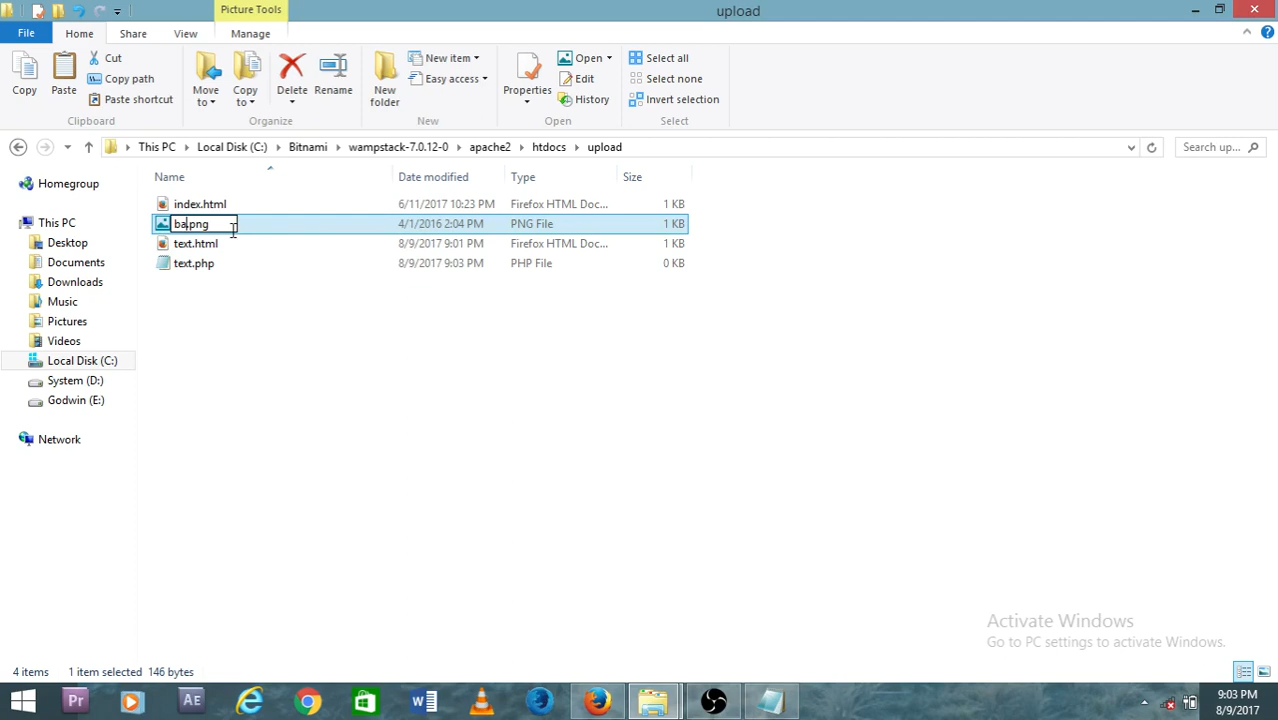 Picture Tools
upload
File
Home
Share
View
Manage
Copy
Paste
Cut
Copy path
Paste shortcut
Clipboard
Move to
Copy to
Delete
Rename
Organize
New folder
New item
Easy access
New
Properties
Open
Edit
History
Open
Select all
Select none
Invert selection
Select
This PC
Local Disk (C:)
Bitnami
wampstack-7.0.12-0
apache2
htdocs
upload
Search up...
Name
Date modified
Type
Size
index.html 6/11/2017 10:23 PM Firefox HTML Doc... 1 KB
ba.png 4/1/2016 2:04 PM PNG File 1 KB
text.html 8/9/2017 9:01 PM Firefox HTML Doc... 1 KB
text.php 8/9/2017 9:03 PM PHP File 0 KB
Homegroup
This PC
Desktop
Documents
Downloads
Music
Pictures
Videos
Local Disk (C:)
System (D:)
Godwin (E:)
Network
Activate Windows
Go to PC settings to activate Windows.
4 items
1 item selected 146 bytes
Pr
AE
9:03 PM
8/9/2017